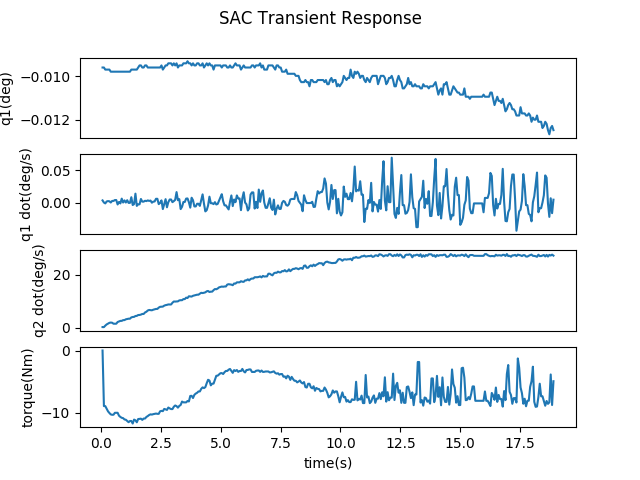 SAC Transient Response
q1(deg)
−0.010
−0.012
q1 dot(deg/s)
0.05
0.00
q2 dot(deg/s)
20
0
torque(Nm)
0
−10
0.0 2.5 5.0 7.5 10.0 12.5 15.0 17.5
time(s)